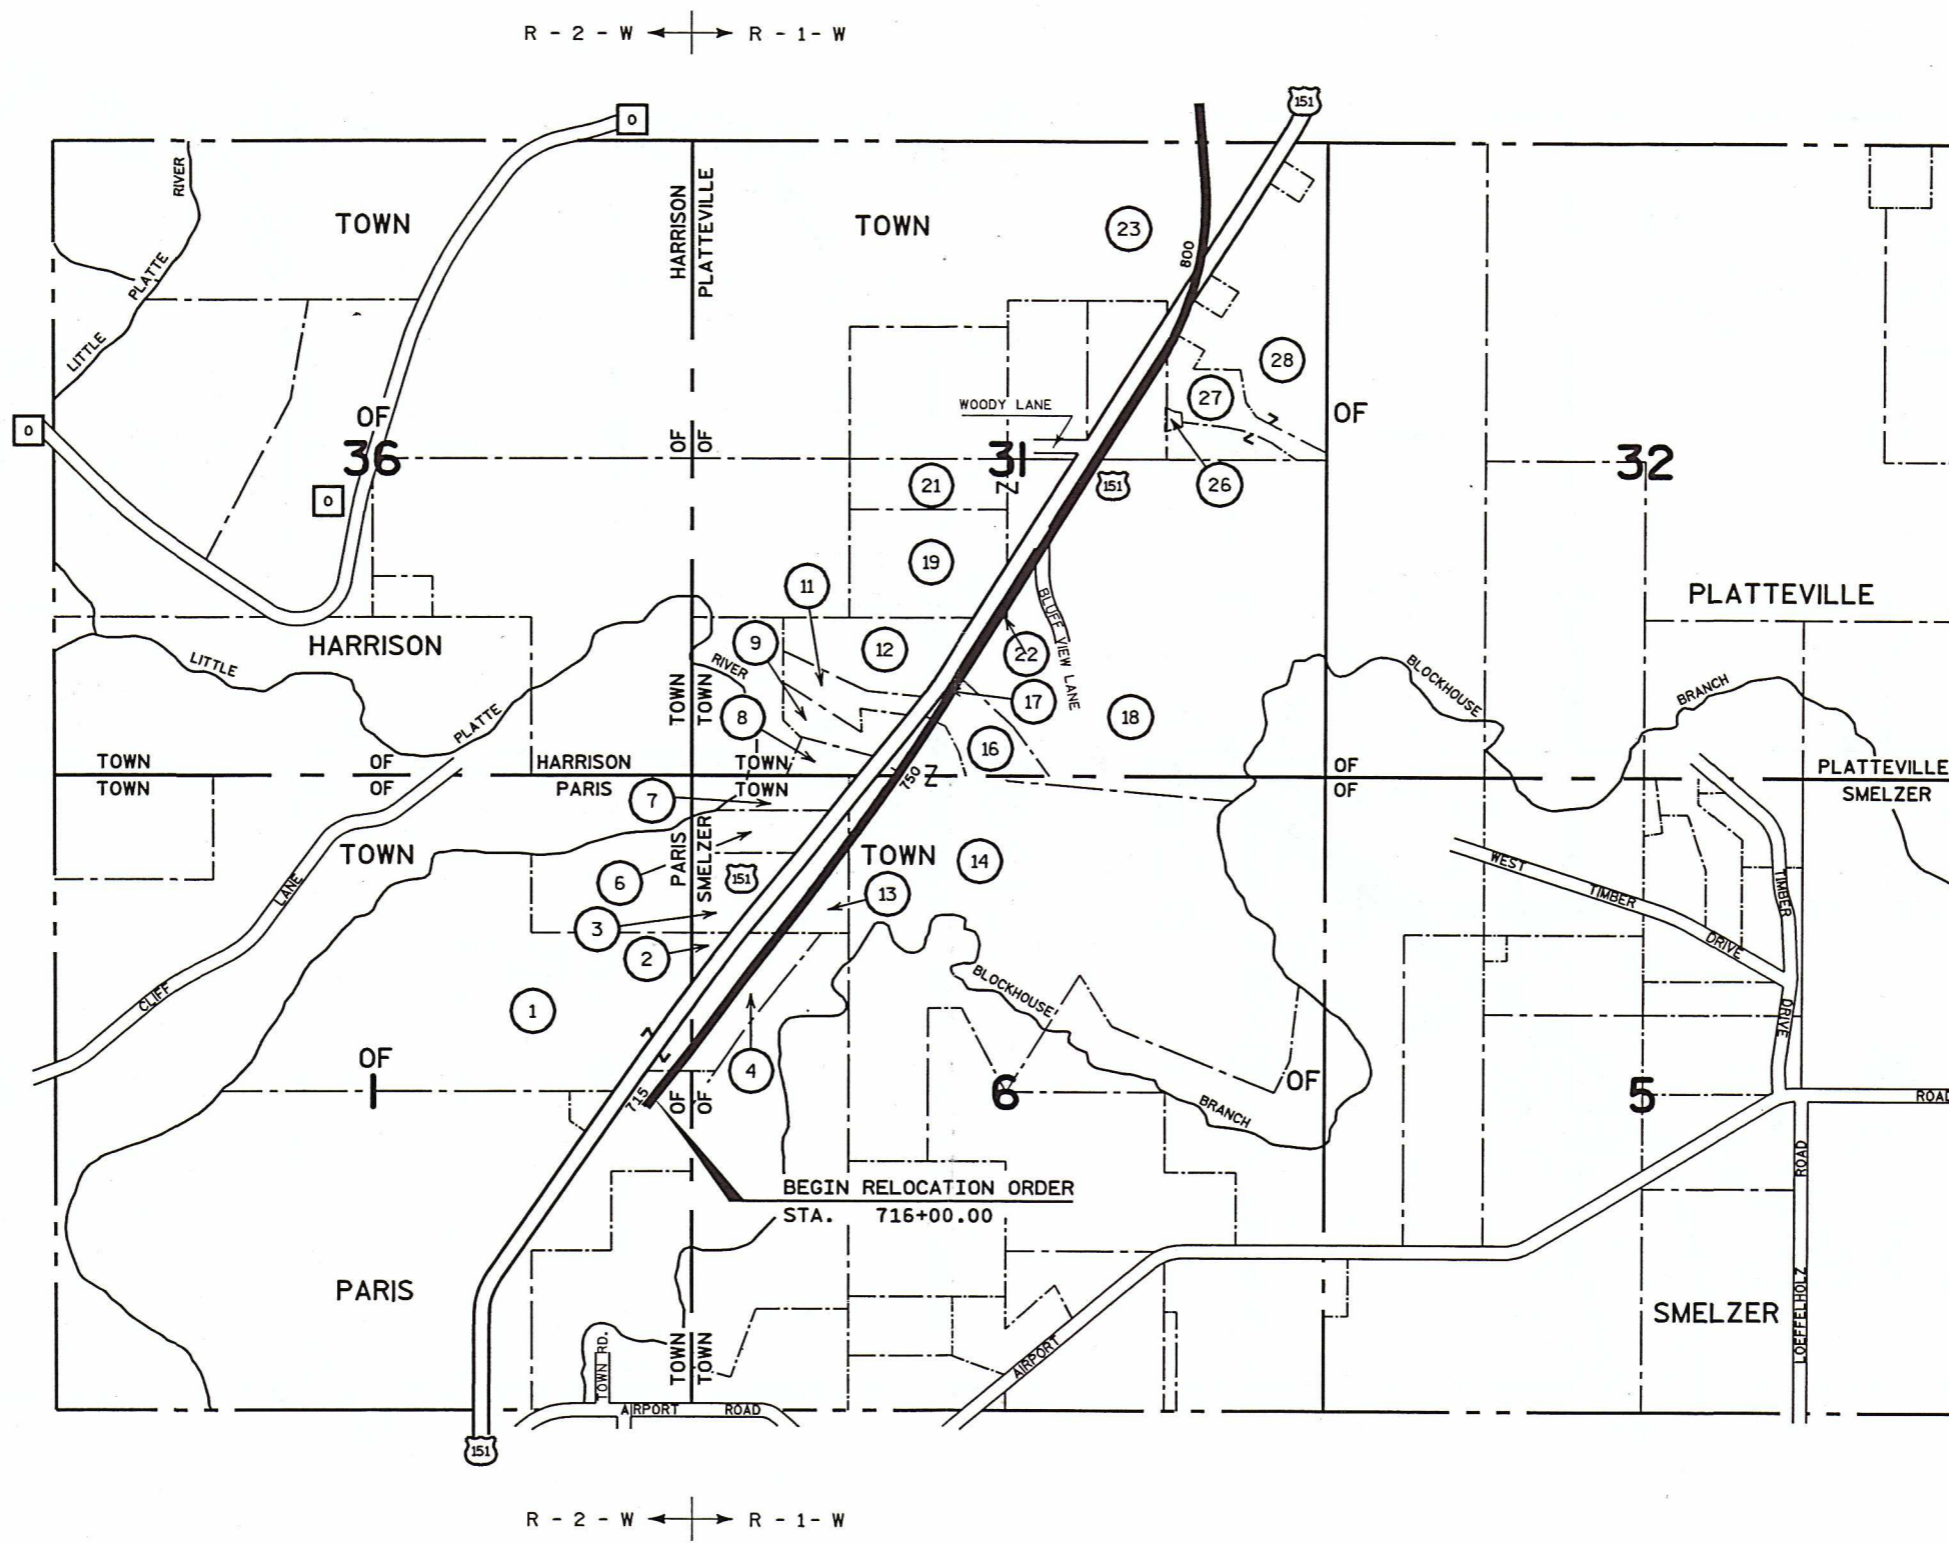 R - 2 - W R - 1 - W
151
O
RIVER
TOWN
HARRISON
PLATTEVILLE
TOWN
23
PLATTE
800
LITTLE
28
27
WOODY LANE
OF
OF
O
36
OF
OF
31
32
21
Z
151
26
O
19
11
BLUFF VIEW LANE
PLATTEVILLE
HARRISON
9
12
22
LITTLE
RIVER
BLOCKHOUSE
BRANCH
TOWN
TOWN
17
8
18
PLATTE
16
TOWN OF HARRISON TOWN OF PLATTEVILLE
TOWN OF PARIS TOWN OF SMELZER
750
Z
7
PARIS
SMELZER
TOWN
TOWN
14
WEST TIMBER DRIVE
TIMBER DRIVE
6
151
13
LANE
3
2
CLIFF
BLOCKHOUSE
1
OF
4
OF
1
715
OF
OF
6
BRANCH
5
ROAD
BEGIN RELOCATION ORDER
STA. 716+00.00
ROAD
PARIS
SMELZER
LOEFFELHOLZ
TOWN RD.
TOWN
TOWN
AIRPORT
AIRPORT ROAD
151
R - 2 - W R - 1 - W